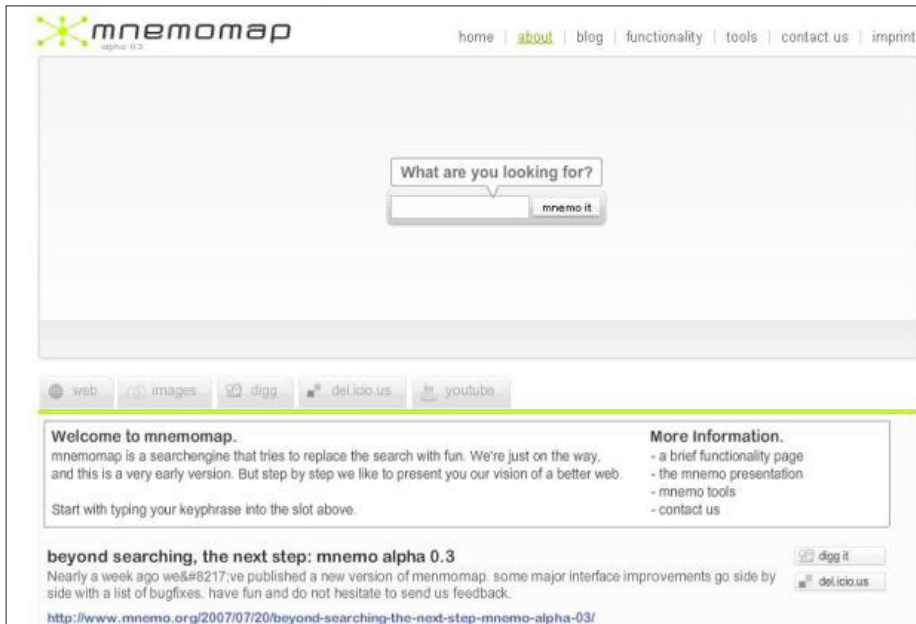 mnemomap
alpha 0.3
home | about | blog | functionality | tools | contact us | imprint
What are you looking for?
mnemo it
web images digg del.icio.us youtube
Welcome to mnemomap.
mnemomap is a searchengine that tries to replace the search with fun. We're just on the way,
and this is a very early version. But step by step we like to present you our vision of a better web.
Start with typing your keyphrase into the slot above.
More Information.
- a brief functionality page
- the mnemo presentation
- mnemo tools
- contact us
beyond searching, the next step: mnemo alpha 0.3
Nearly a week ago we&#8217;ve published a new version of menmomap. some major interface improvements go side by
side with a list of bugfixes. have fun and do not hesitate to send us feedback.
http://www.mnemo.org/2007/07/20/beyond-searching-the-next-step-mnemo-alpha-03/
digg it
del.icio.us